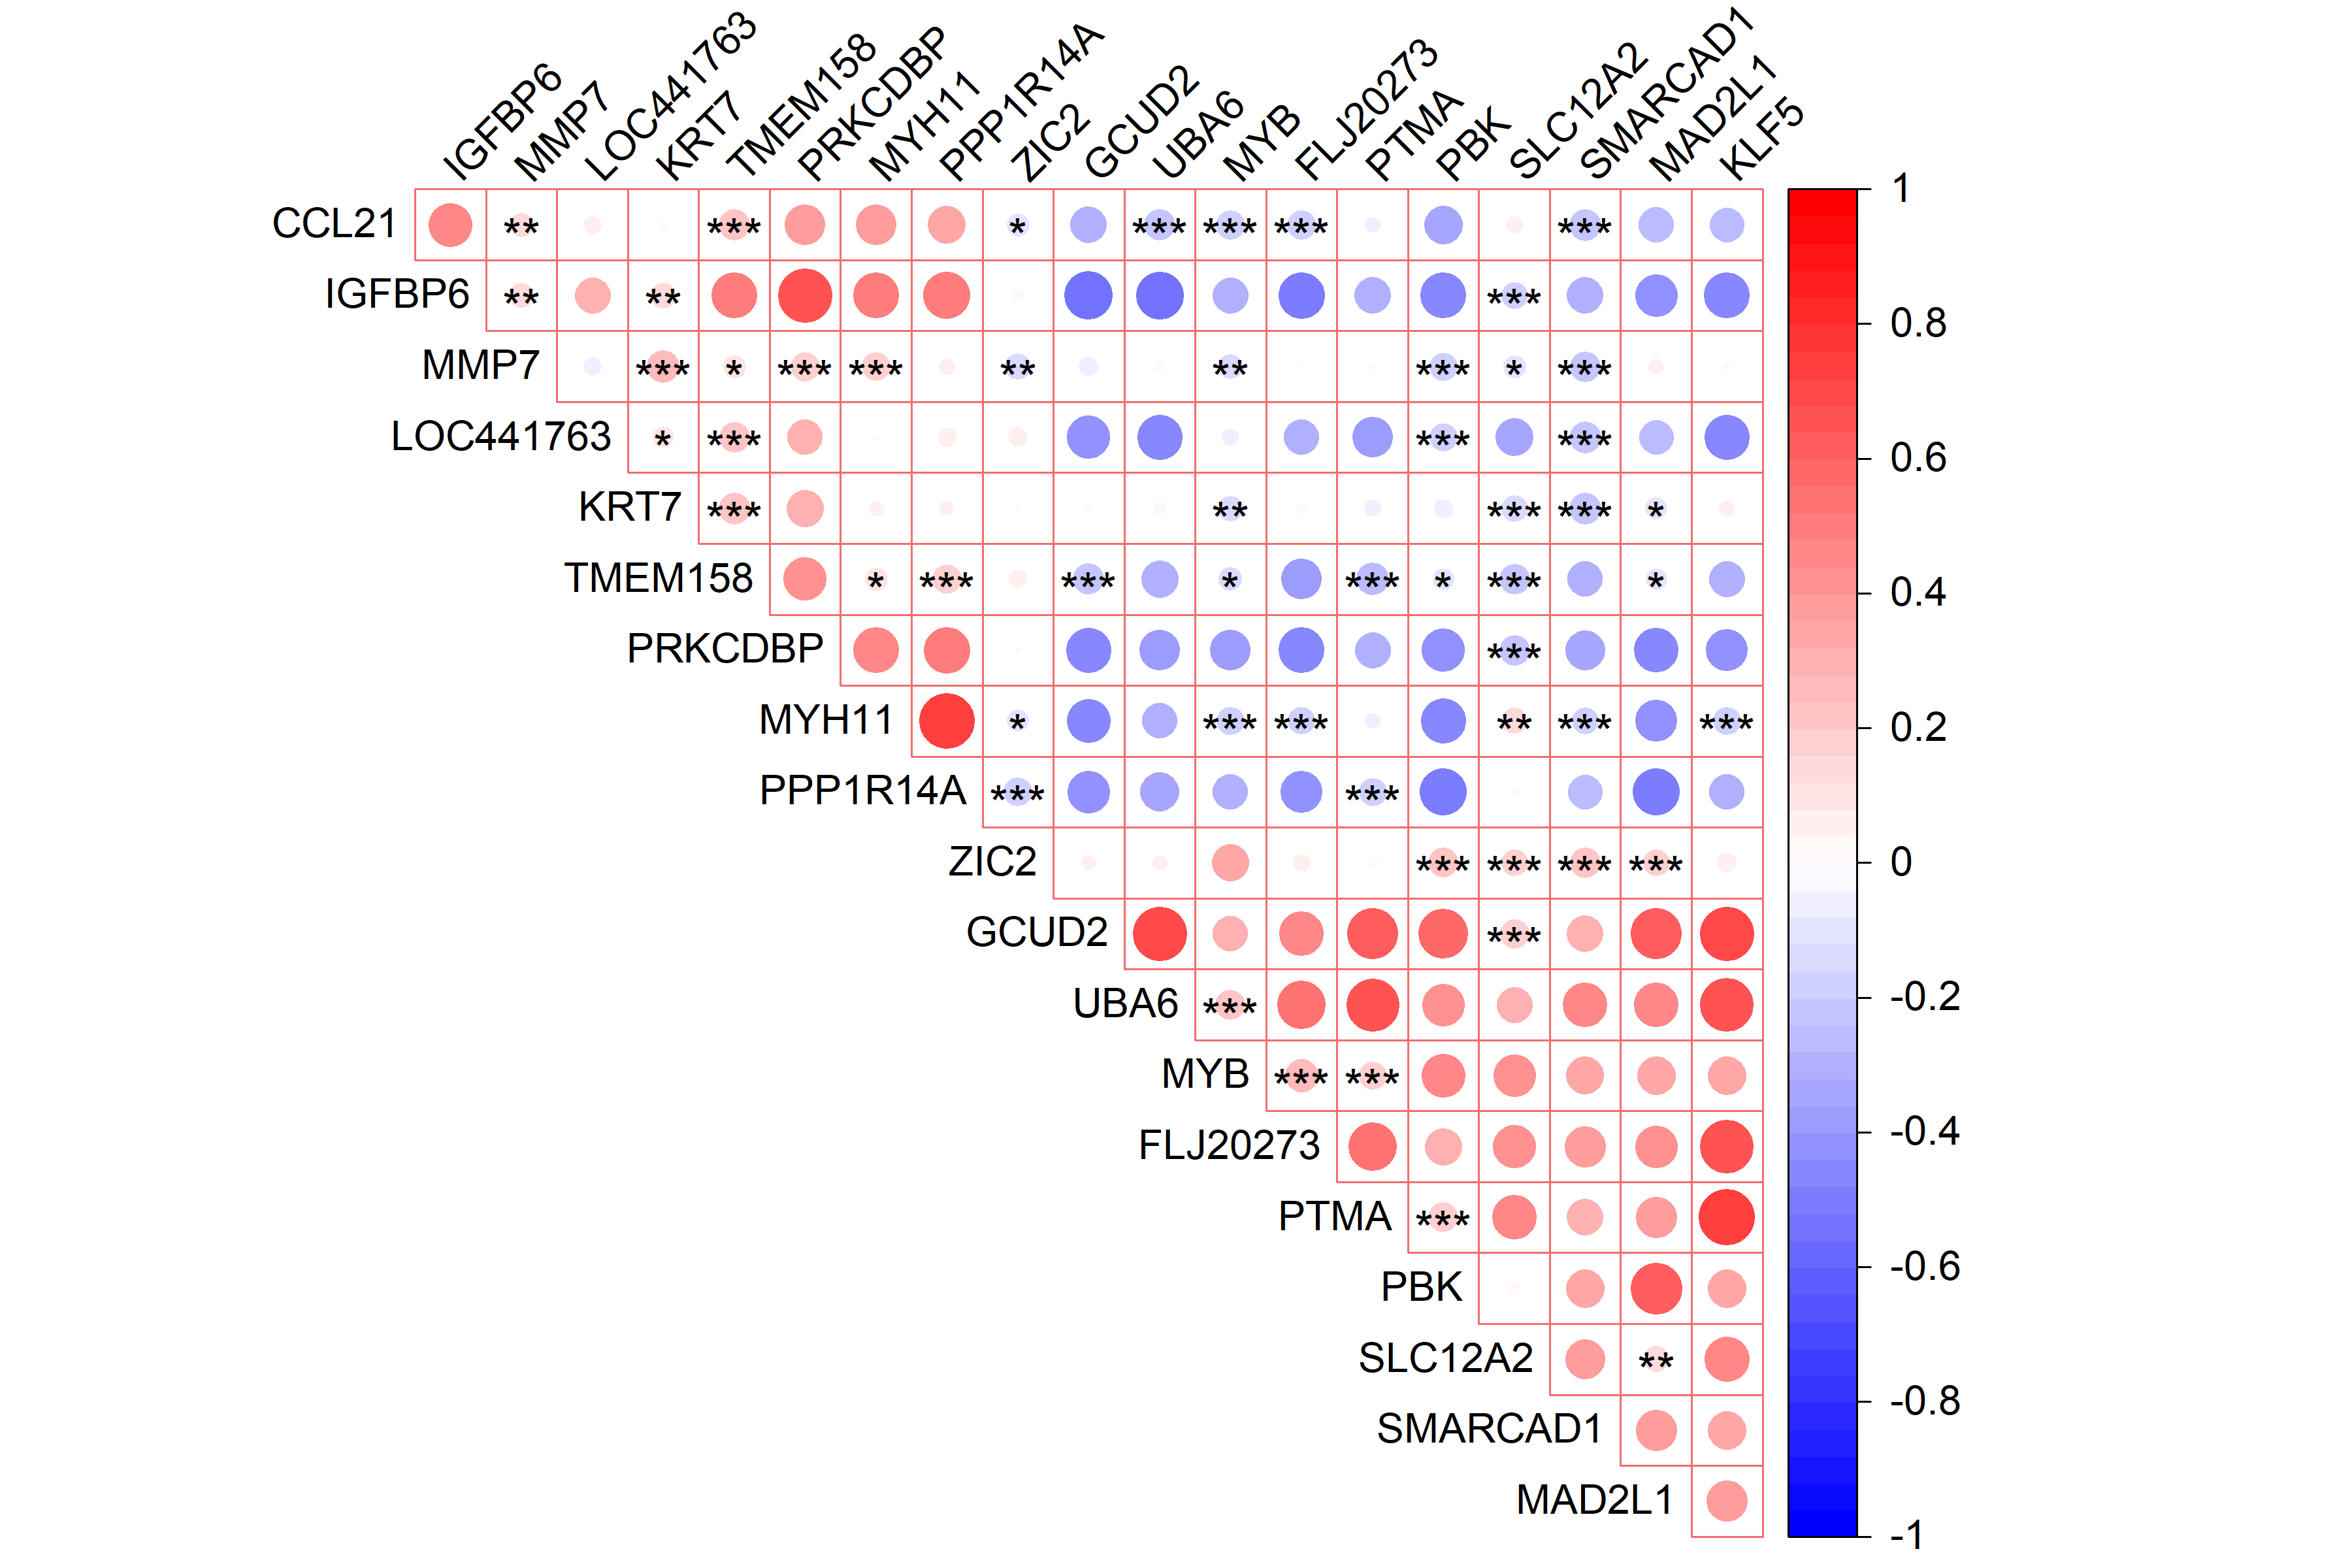 IGFBP6
MMP7
LOC441763
KRT7
TMEM158
PRKCDBP
MYH11
PPP1R14A
ZIC2
GCUD2
UBA6
MYB
FLJ20273
PTMA
PBK
SLC12A2
SMARCAD1
MAD2L1
KLF5
CCL21 ** *** * *** *** *** ***
IGFBP6 ** ** ***
MMP7 *** * *** *** ** ** *** * ***
LOC441763 * *** *** ***
KRT7 *** ** *** *** *
TMEM158 * *** *** * *** * *** *
PRKCDBP ***
MYH11 * *** *** ** *** ***
PPP1R14A *** ***
ZIC2 *** *** *** ***
GCUD2 ***
UBA6 ***
MYB *** ***
FLJ20273
PTMA ***
PBK
SLC12A2 **
SMARCAD1
MAD2L1
1
0.8
0.6
0.4
0.2
0
-0.2
-0.4
-0.6
-0.8
-1